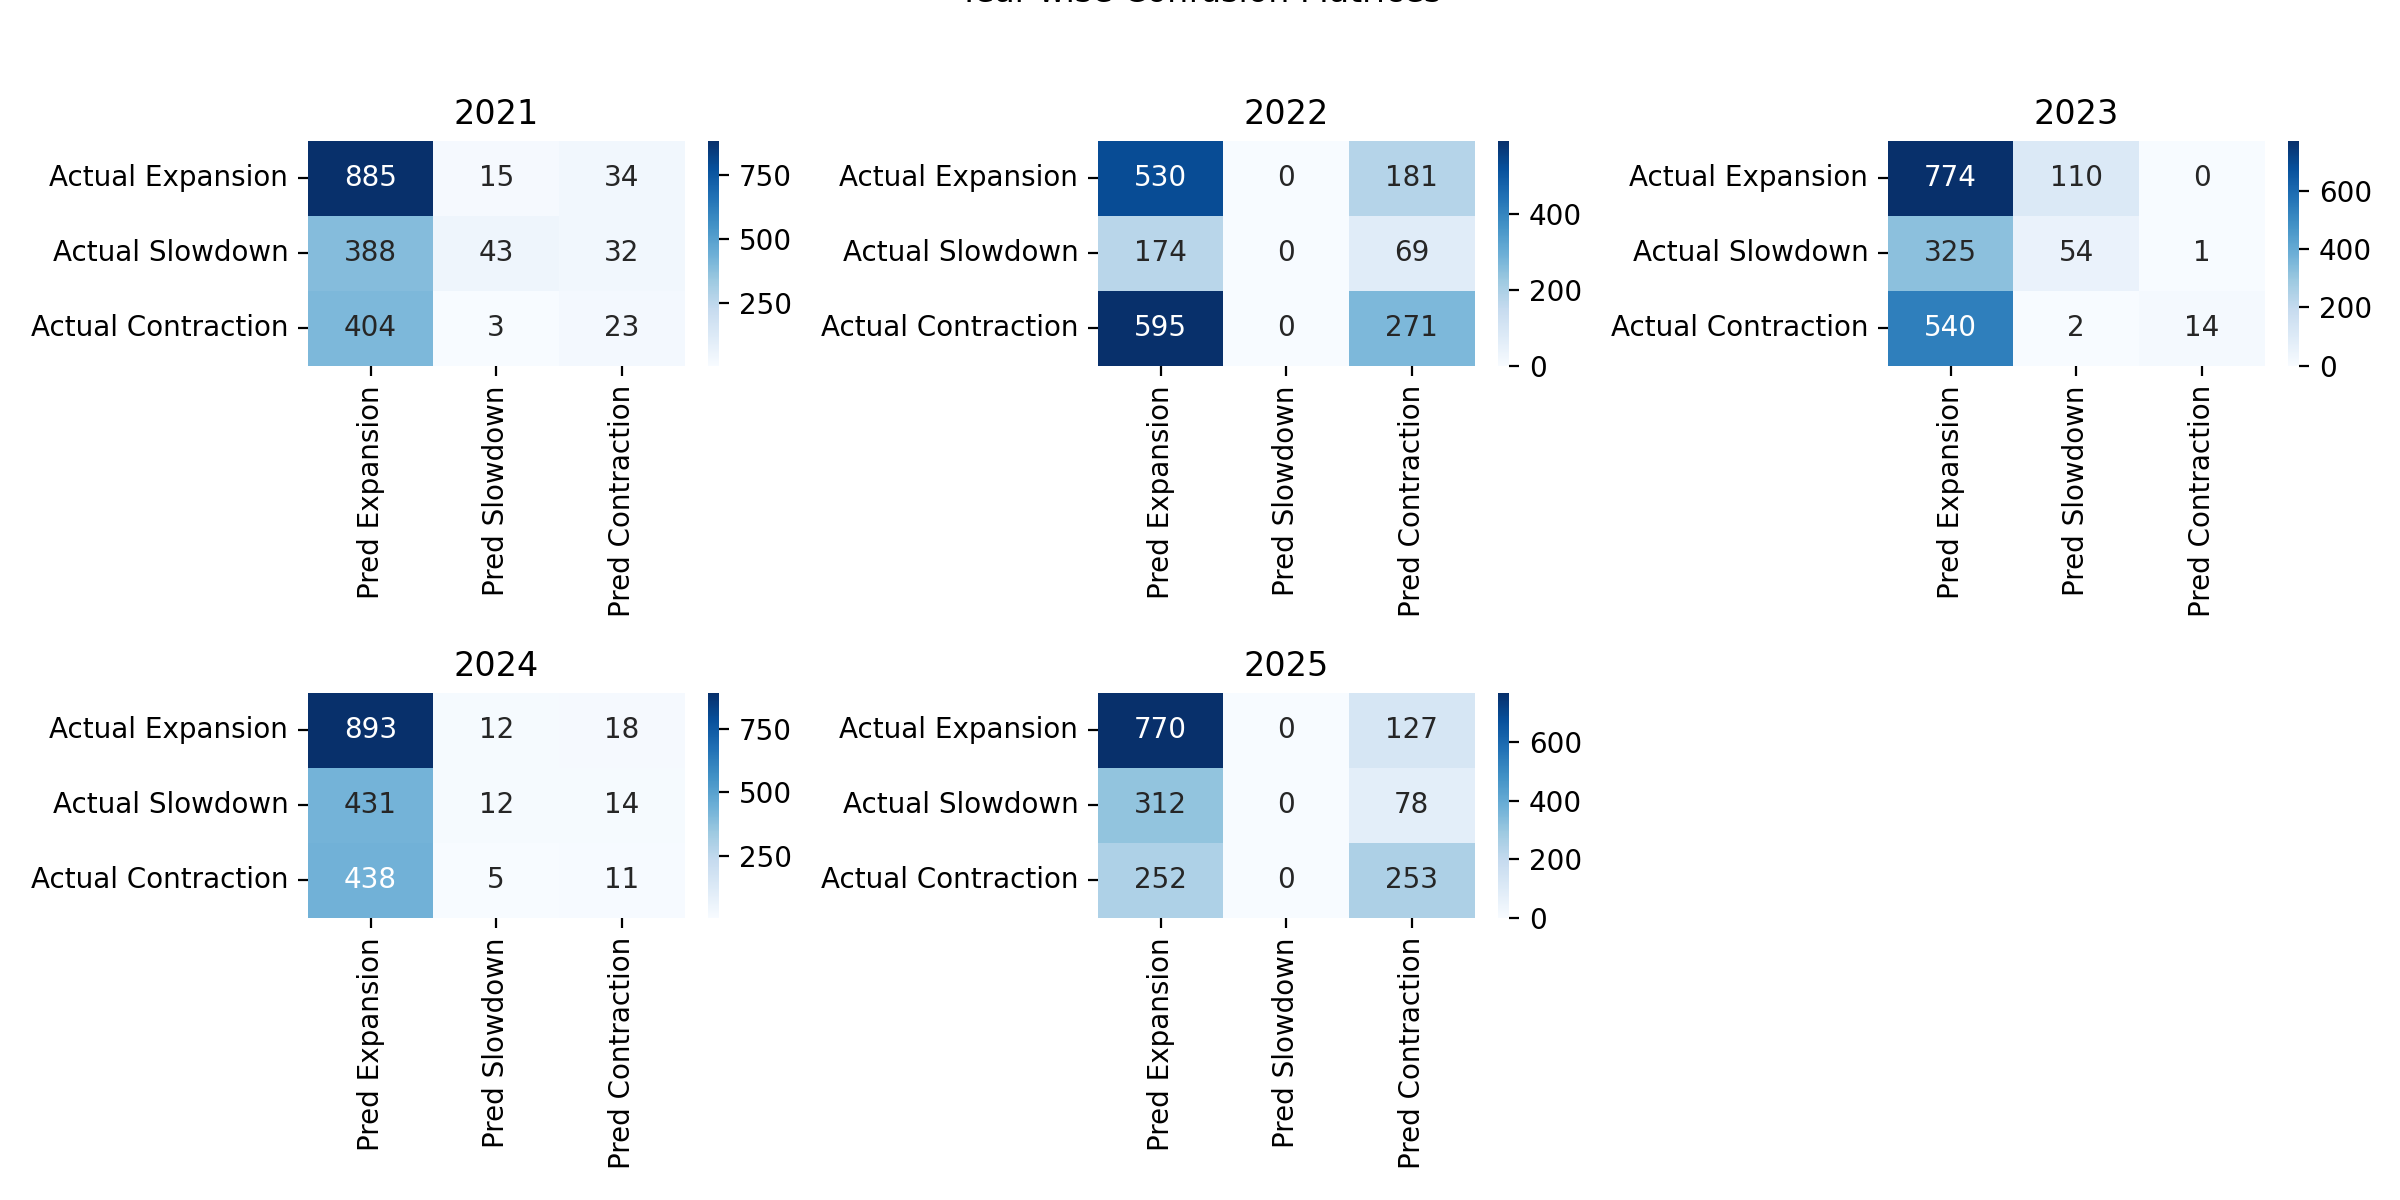 Year-wise Confusion Matrices
2021
Actual Expansion 885 15 34
Actual Slowdown 388 43 32
Actual Contraction 404 3 23
750
500
250
Pred Expansion
Pred Slowdown
Pred Contraction
2022
Actual Expansion 530 0 181
Actual Slowdown 174 0 69
Actual Contraction 595 0 271
400
200
0
Pred Expansion
Pred Slowdown
Pred Contraction
2023
Actual Expansion 774 110 0
Actual Slowdown 325 54 1
Actual Contraction 540 2 14
600
400
200
0
Pred Expansion
Pred Slowdown
Pred Contraction
2024
Actual Expansion 893 12 18
Actual Slowdown 431 12 14
Actual Contraction 438 5 11
750
500
250
Pred Expansion
Pred Slowdown
Pred Contraction
2025
Actual Expansion 770 0 127
Actual Slowdown 312 0 78
Actual Contraction 252 0 253
600
400
200
0
Pred Expansion
Pred Slowdown
Pred Contraction